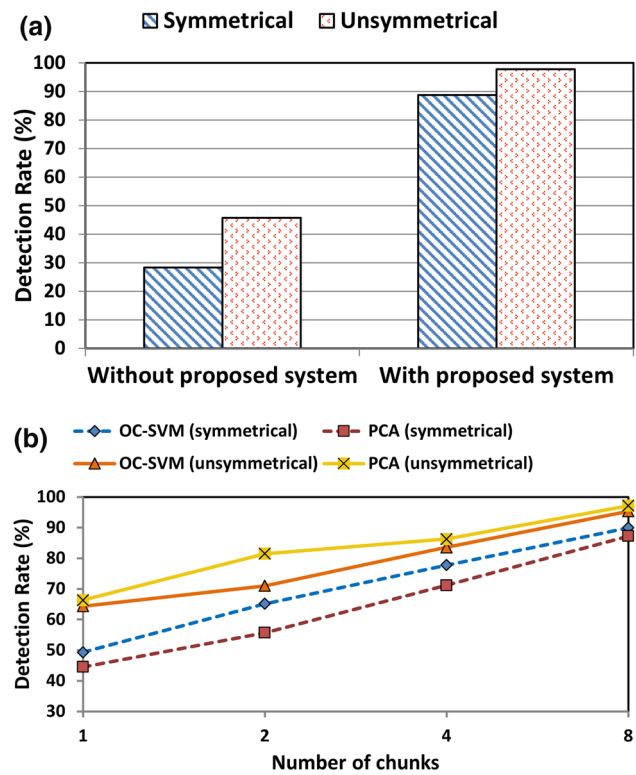 (a)
Symmetrical Unsymmetrical
Detection Rate (%)
100
90
80
70
60
50
40
30
20
10
0
Without proposed system With proposed system
(b)
OC-SVM (symmetrical) PCA (symmetrical)
OC-SVM (unsymmetrical) PCA (unsymmetrical)
Detection Rate (%)
100
90
80
70
60
50
40
30
1 2 4 8
Number of chunks